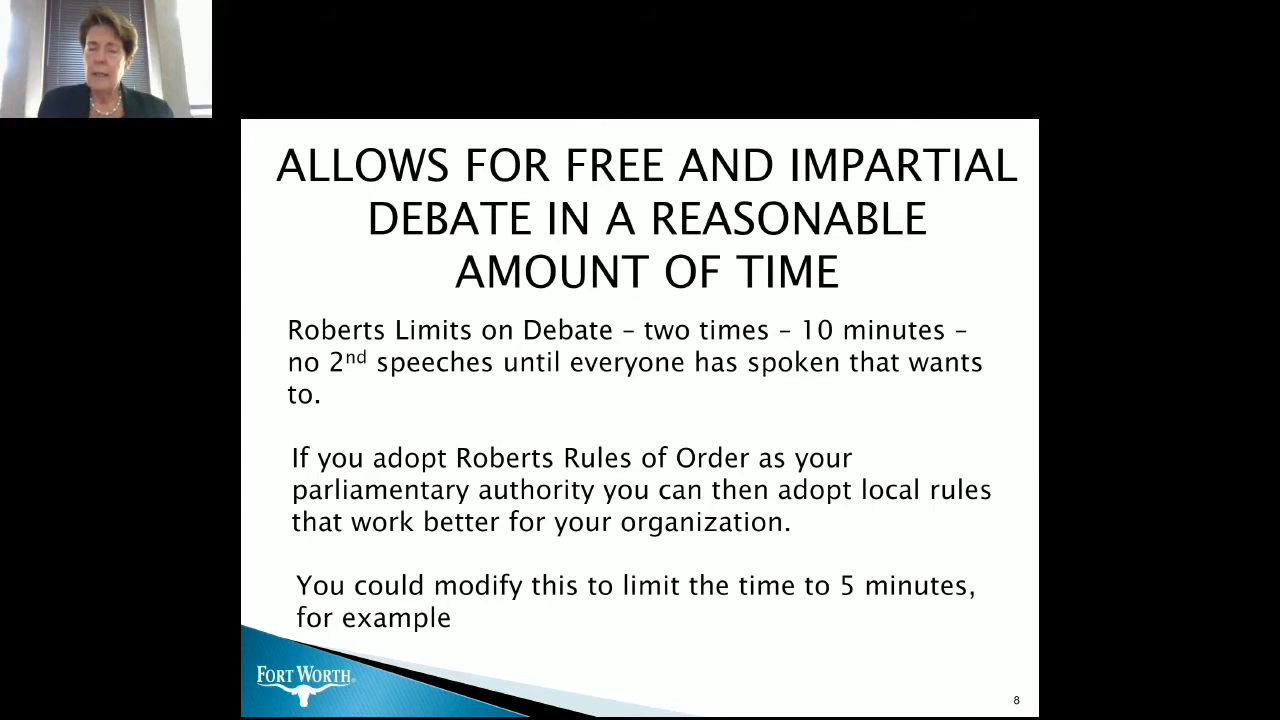 ALLOWS FOR FREE AND IMPARTIAL
DEBATE IN A REASONABLE
AMOUNT OF TIME
Roberts Limits on Debate – two times – 10 minutes –
no 2nd speeches until everyone has spoken that wants
to.
If you adopt Roberts Rules of Order as your
parliamentary authority you can then adopt local rules
that work better for your organization.
You could modify this to limit the time to 5 minutes,
for example
FORT WORTH®
8